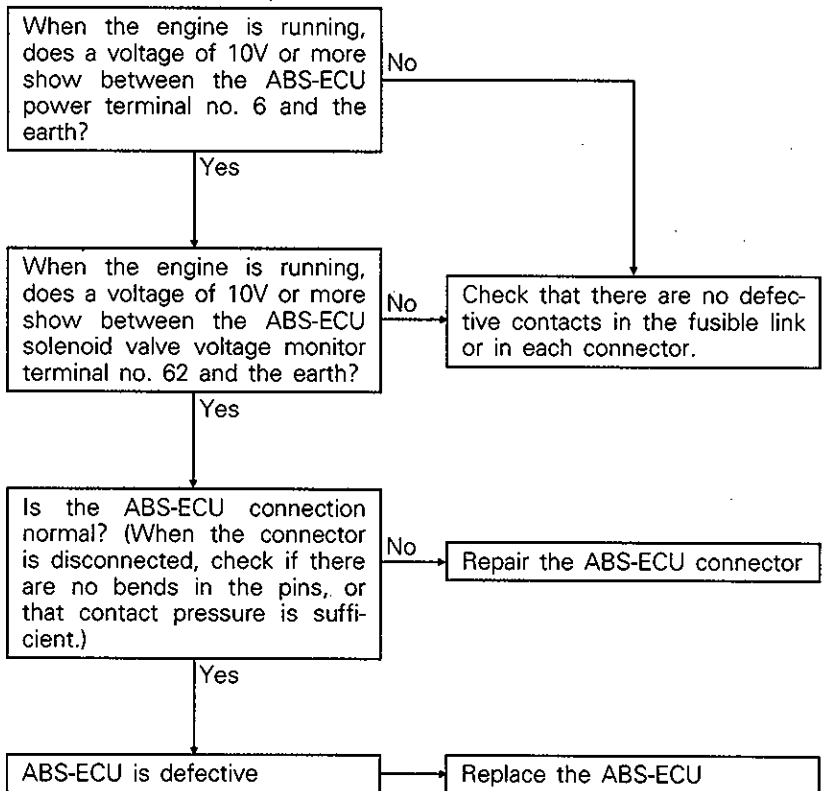 When the engine is running,
does a voltage of 10V or more
show between the ABS-ECU
power terminal no. 6 and the
earth?
No
Yes
When the engine is running,
does a voltage of 10V or more
show between the ABS-ECU
solenoid valve voltage monitor
terminal no. 62 and the earth?
No
Check that there are no defec-
tive contacts in the fusible link
or in each connector.
Yes
Is the ABS-ECU connection
normal? (When the connector
is disconnected, check if there
are no bends in the pins, or
that contact pressure is suffi-
cient.)
No
Repair the ABS-ECU connector
Yes
ABS-ECU is defective
Replace the ABS-ECU